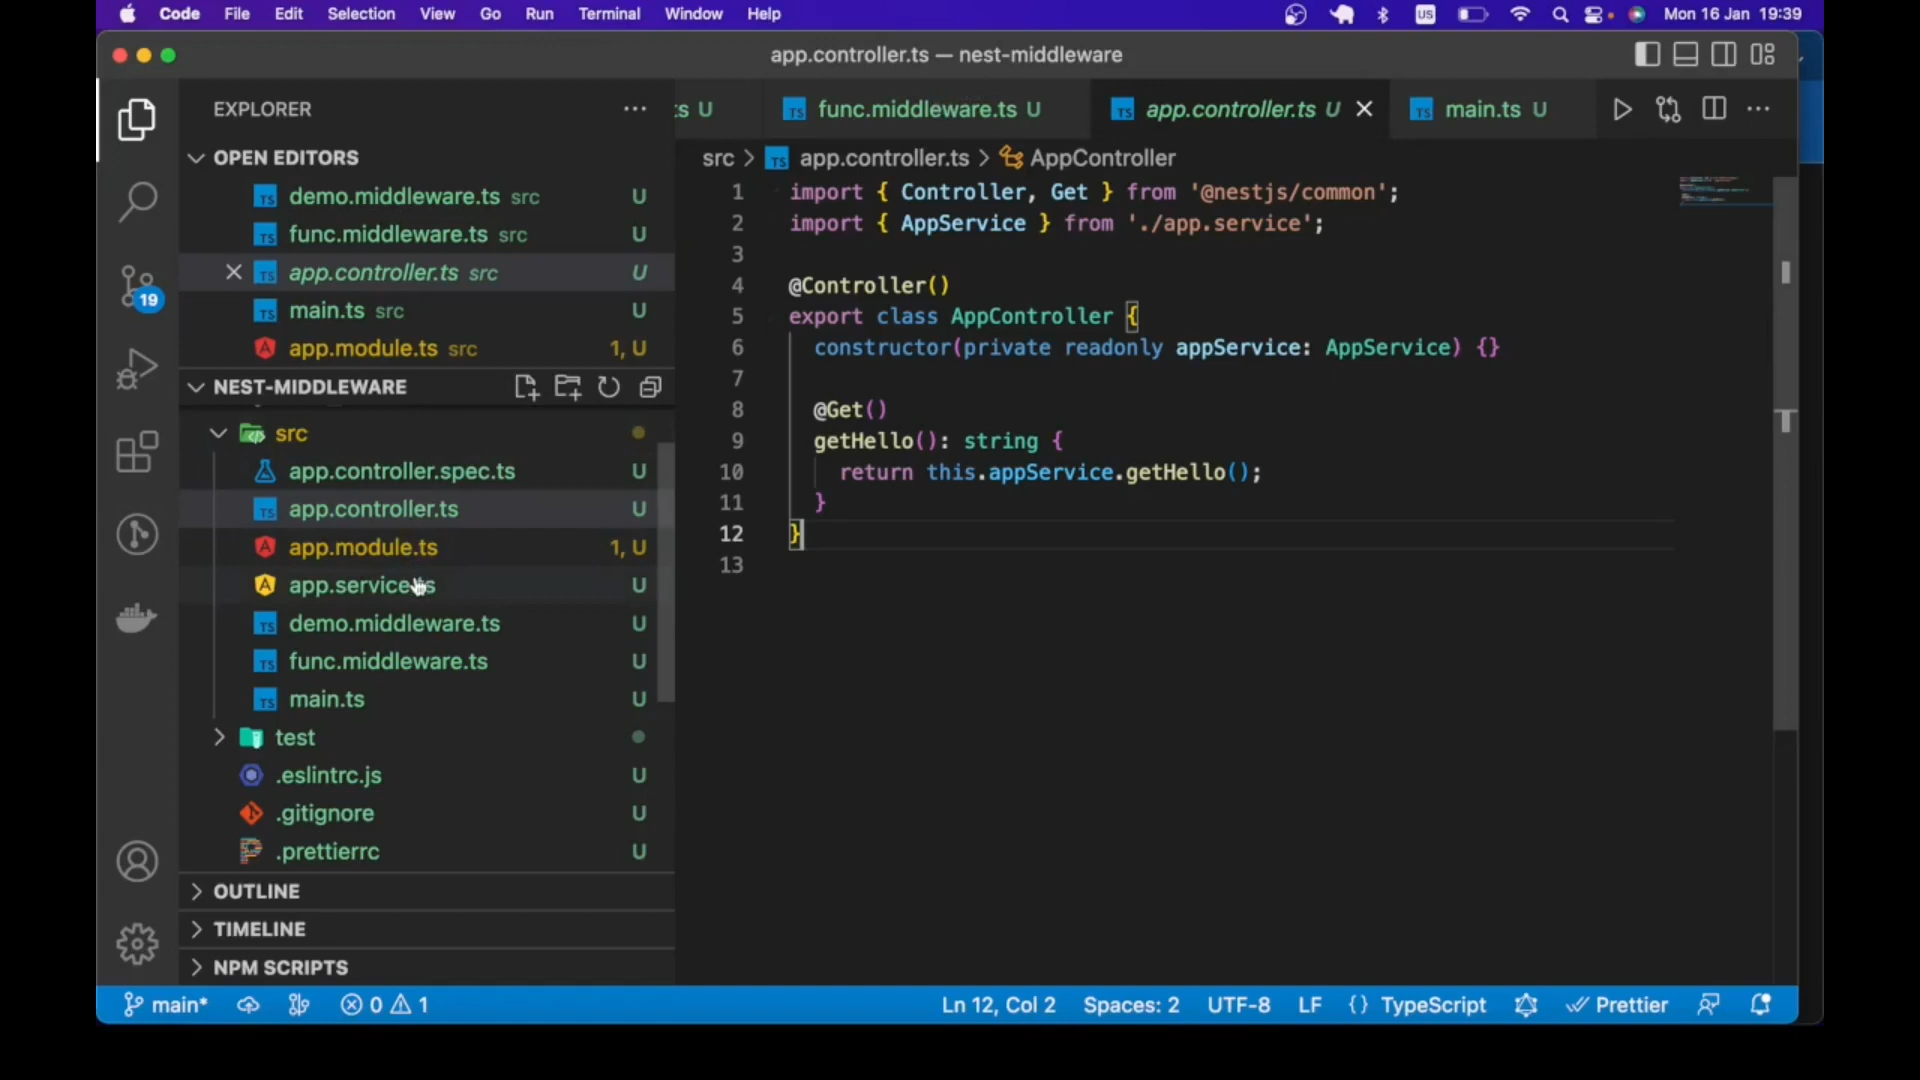 Code File Edit Selection View Go Run Terminal Window Help US Mon 16 Jan 19:39
app.controller.ts — nest-middleware
EXPLORER
OPEN EDITORS
demo.middleware.ts src U
func.middleware.ts src U
app.controller.ts src U
main.ts src U
app.module.ts src 1, U
NEST-MIDDLEWARE
src
app.controller.spec.ts U
app.controller.ts
app.module.ts 1, U
app.service.ts U
demo.middleware.ts U
func.middleware.ts U
main.ts U
test
.eslintrc.js U
.gitignore U
.prettierrc U
OUTLINE
TIMELINE
NPM SCRIPTS
19
ts U func.middleware.ts U app.controller.ts U main.ts U
src > app.controller.ts > AppController
1 import { Controller, Get } from '@nestjs/common';
2 import { AppService } from './app.service';
3
4 @Controller()
5 export class AppController {
6 constructor(private readonly appService: AppService) {}
7
8 @Get()
9 getHello(): string {
10 return this.appService.getHello();
11 }
12 }
13
main* 0 1 Ln 12, Col 2 Spaces: 2 UTF-8 LF {} TypeScript Prettier